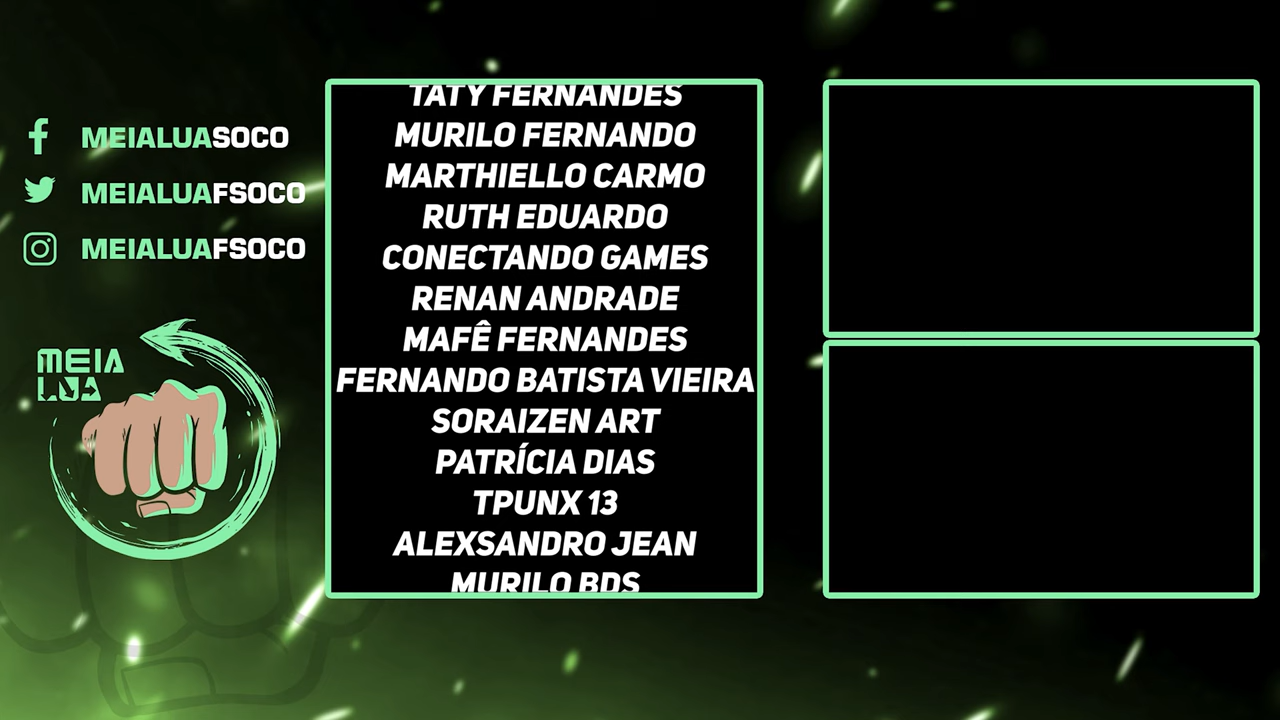 MEIALUASOCO
MEIALUAFSOCO
MEIALUAFSOCO
MEIA
LUA
TATY FERNANDES
MURILO FERNANDO
MARTHIELLO CARMO
RUTH EDUARDO
CONECTANDO GAMES
RENAN ANDRADE
MAFÊ FERNANDES
FERNANDO BATISTA VIEIRA
SORAIZEN ART
PATRÍCIA DIAS
TPUNX 13
ALEXSANDRO JEAN
MURILO BDS